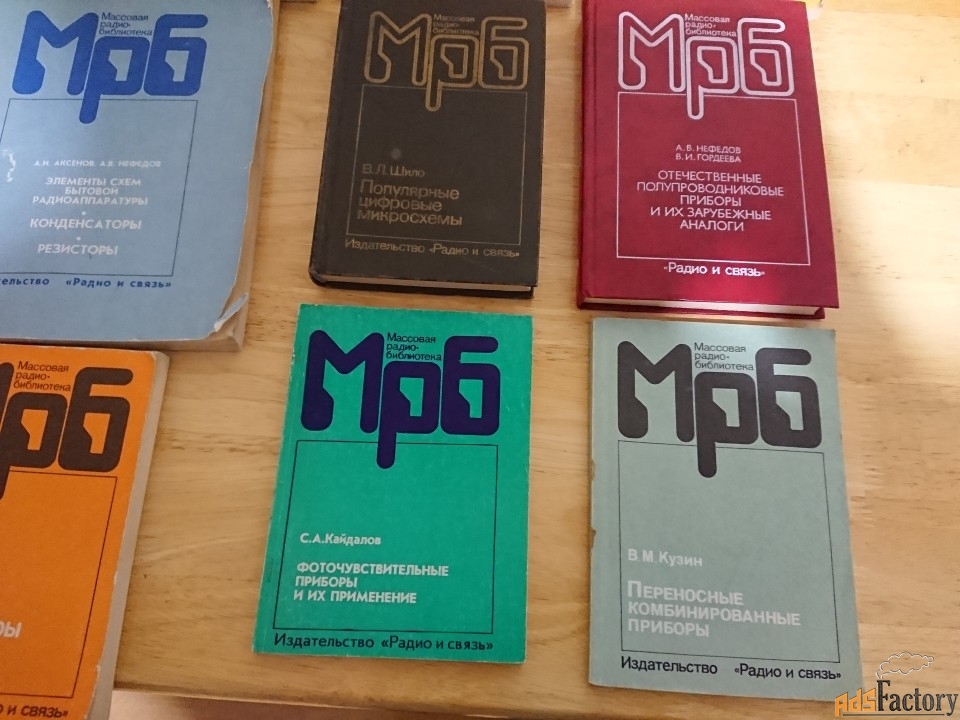 Массовая
радио-
библиотека
Мрб
А.И. АКСЕНОВ, А.В. НЕФЕДОВ
ЭЛЕМЕНТЫ СХЕМ
БЫТОВОЙ
РАДИОАППАРАТУРЫ
•
КОНДЕНСАТОРЫ
•
РЕЗИСТОРЫ
«Радио и связь»
Массовая
радио-
библиотека
Мрб
В.Л.Шило
Популярные
цифровые
микросхемы
Издательство «Радио и связь»
Массовая
радио-
библиотека
Мрб
А.В.НЕФЕДОВ
В.И.ГОРДЕЕВА
ОТЕЧЕСТВЕННЫЕ
ПОЛУПРОВОДНИКОВЫЕ
ПРИБОРЫ
И ИХ ЗАРУБЕЖНЫЕ
АНАЛОГИ
«Радио и связь»
Массовая
радио-
библиотека
рб
и связь»
Массовая
радио-
библиотека
Мрб
С.А.Кайдалов
ФОТОЧУВСТВИТЕЛЬНЫЕ
ПРИБОРЫ
И ИХ ПРИМЕНЕНИЕ
Издательство «Радио и связь»
Массовая
радио-
библиотека
Мрб
В.М.Кузин
ПЕРЕНОСНЫЕ
КОМБИНИРОВАННЫЕ
ПРИБОРЫ
Издательство «Радио и связь»
AdsFactory